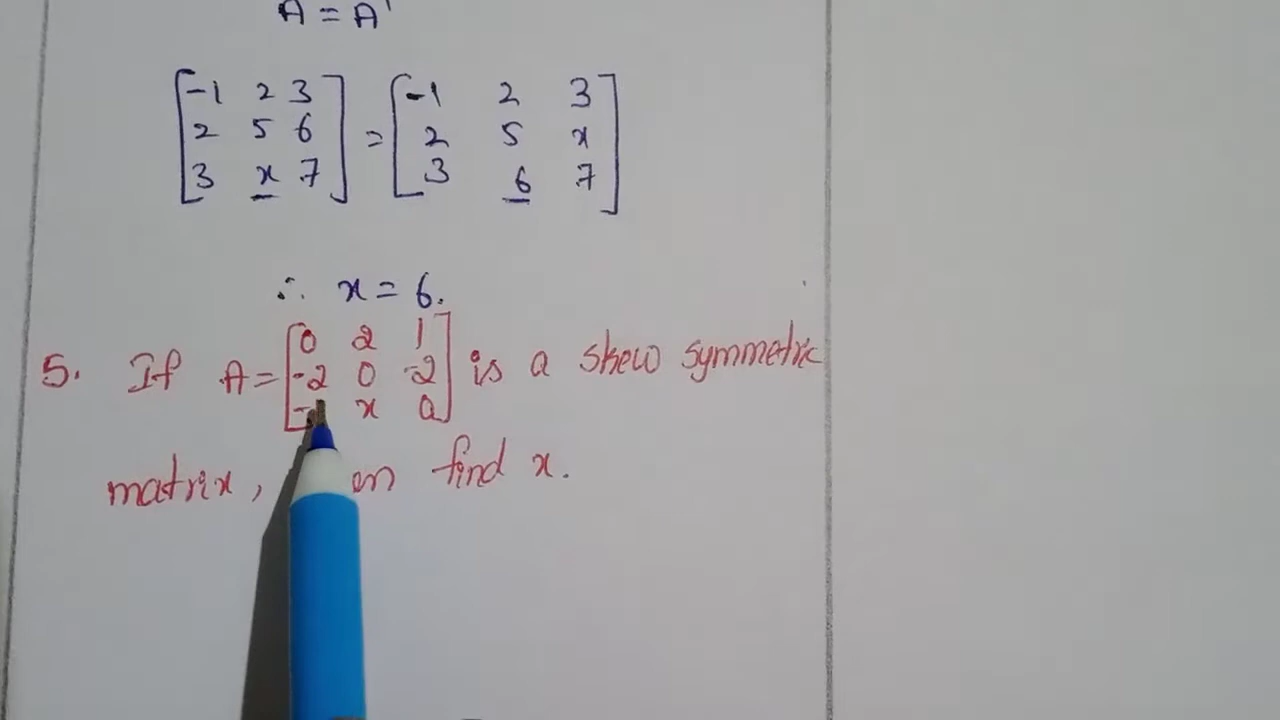 A = A'
[-1 2 3] = [-1 2 3]
[2 5 6] [2 5 x]
[3 x 7] [3 6 7]
∴ x = 6.
5. If A = [0 2 1] is a skew symmetric
[-2 0 -2]
[- x 0]
matrix, find x.